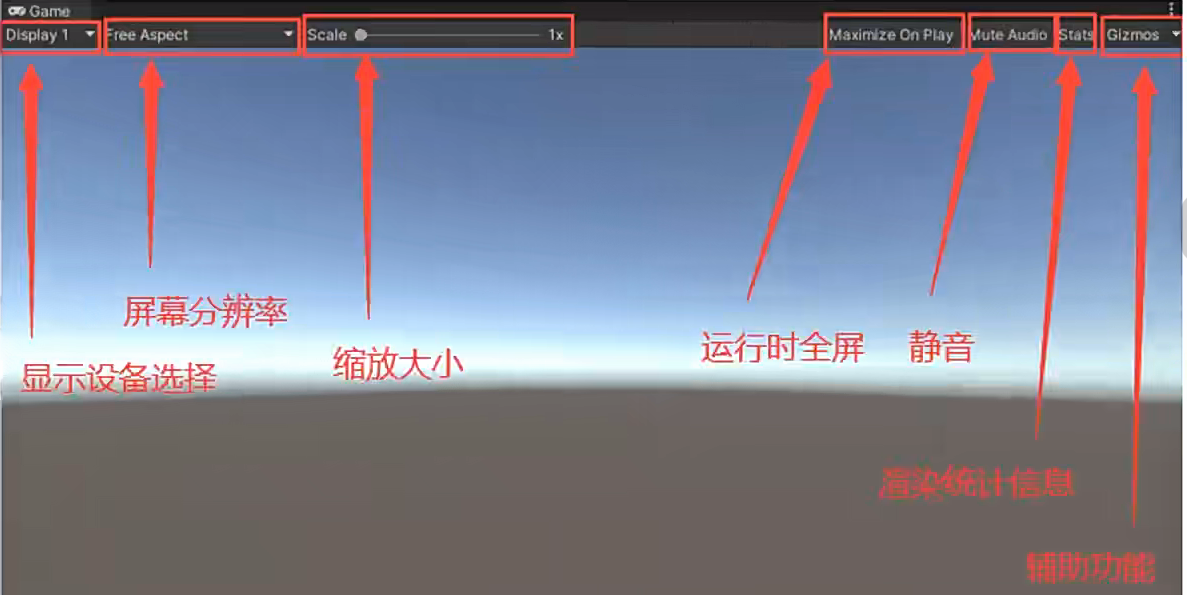 Game
Display 1 Free Aspect Scale 1x Maximize On Play Mute Audio Stats Gizmos
屏幕分辨率
显示设备选择
缩放大小
运行时全屏
静音
渲染统计信息
辅助功能